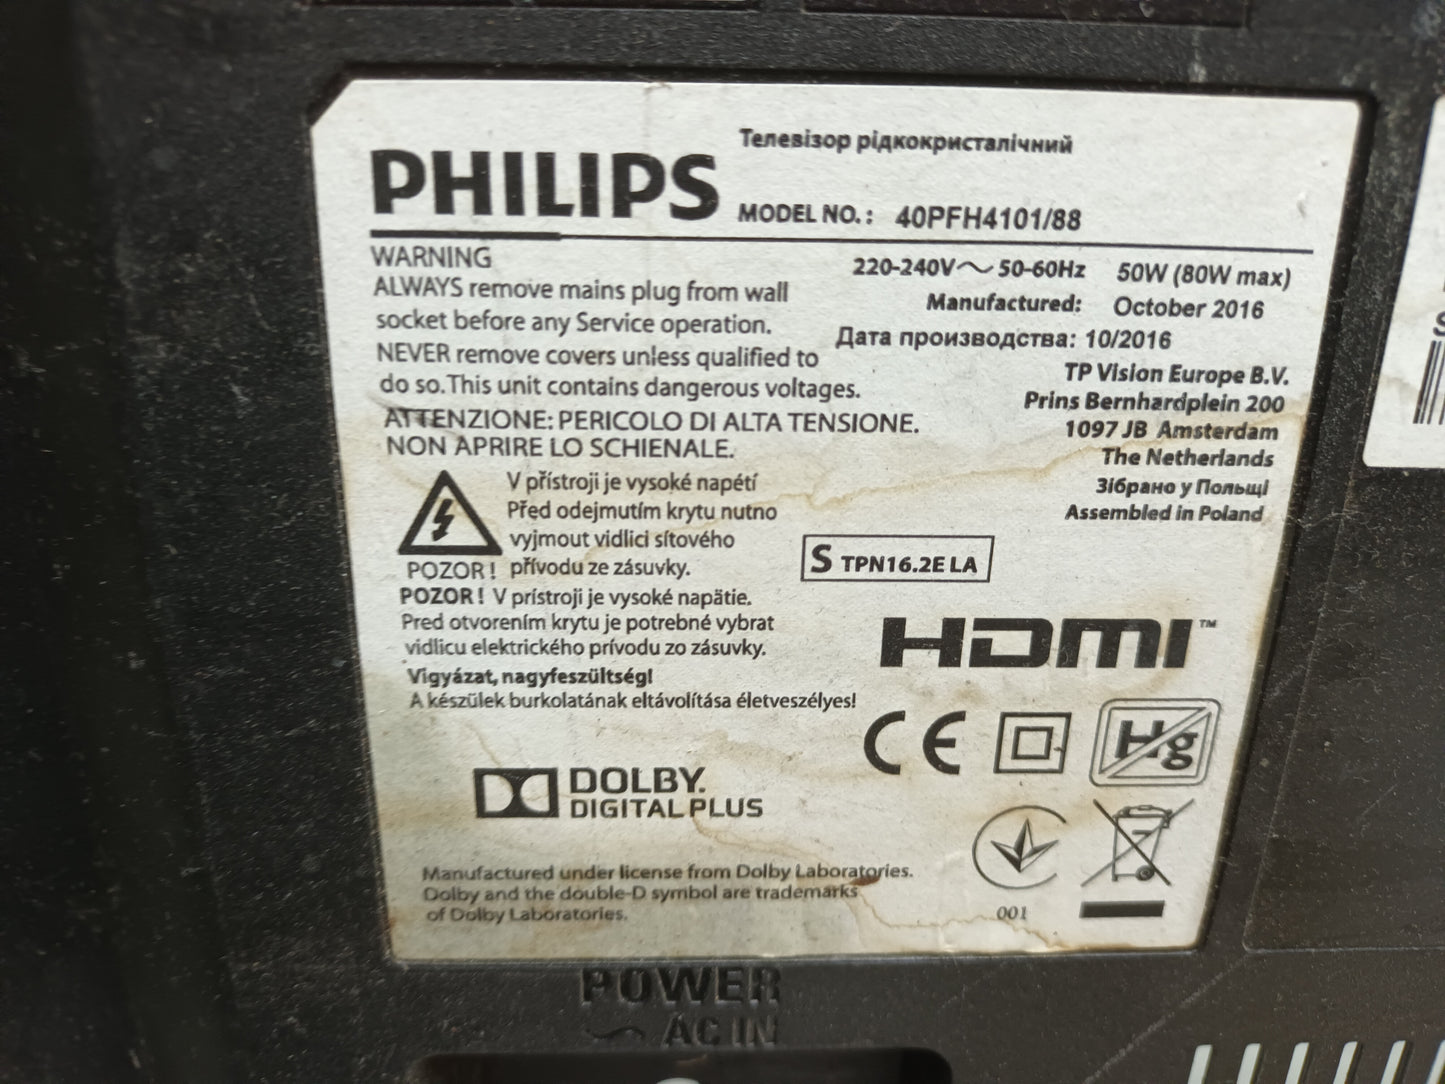 Телевізор рідкокристалічний
PHILIPS
MODEL NO.: 40PFH4101/88
WARNING
ALWAYS remove mains plug from wall
socket before any Service operation.
NEVER remove covers unless qualified to
do so. This unit contains dangerous voltages.
ATTENZIONE: PERICOLO DI ALTA TENSIONE.
NON APRIRE LO SCHIENALE.
220-240V~ 50-60Hz 50W (80W max)
Manufactured: October 2016
Дата производства: 10/2016
TP Vision Europe B.V.
Prins Bernhardplein 200
1097 JB Amsterdam
The Netherlands
Зібрано у Польщі
Assembled in Poland
V přístroji je vysoké napétí
Před odejmutím krytu nutno
vyjmout vidlici sítového
přívodu ze zásuvky.
POZOR!
POZOR! V prístroji je vysoke napätie.
Pred otvorením krytu je potrebné vybrat
vidlicu elektrického prívodu zo zásuvky.
Vigyázat, nagyfeszültség!
A készülek burkolatának eltávolítása életveszélyes!
S TPN16.2E LA
HDMI™
CE
Hg
DOLBY.
DIGITAL PLUS
Manufactured under license from Dolby Laboratories.
Dolby and the double-D symbol are trademarks
of Dolby Laboratories.
001
POWER
~ AC IN